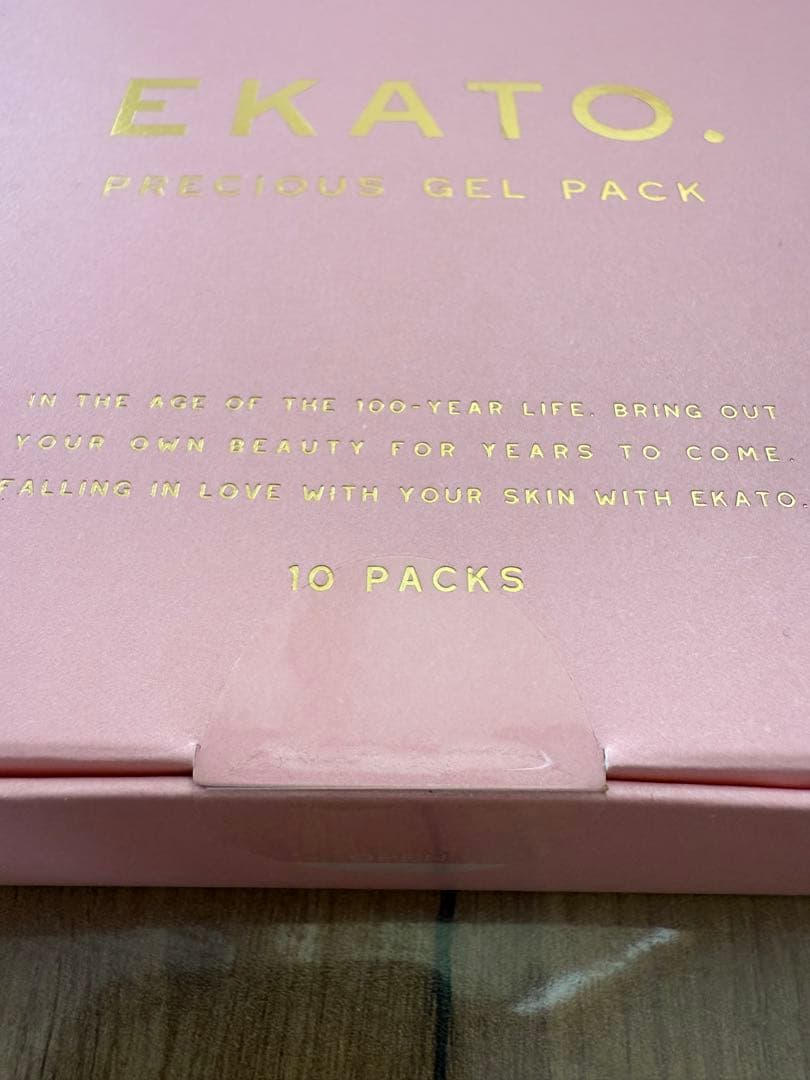 EKATO.
PRECIOUS GEL PACK
IN THE AGE OF THE 100-YEAR LIFE. BRING OUT
YOUR OWN BEAUTY FOR YEARS TO COME.
FALLING IN LOVE WITH YOUR SKIN WITH EKATO.
10 PACKS